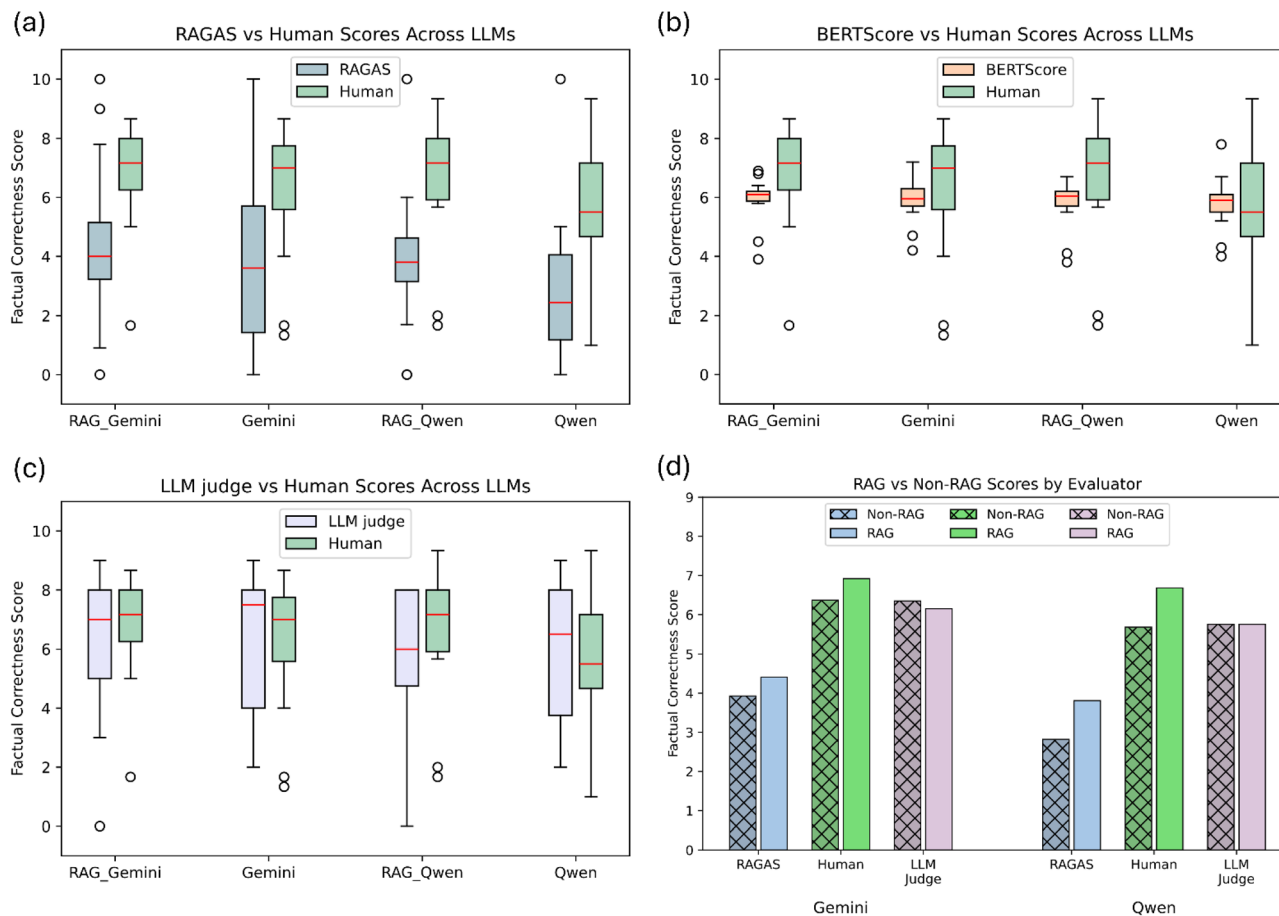 (a)
RAGAS vs Human Scores Across LLMs
RAGAS
Human
Factual Correctness Score
10
8
6
4
2
0
RAG_Gemini
Gemini
RAG_Qwen
Qwen
(b)
BERTScore vs Human Scores Across LLMs
BERTScore
Human
Factual Correctness Score
10
8
6
4
2
0
RAG_Gemini
Gemini
RAG_Qwen
Qwen
(c)
LLM judge vs Human Scores Across LLMs
LLM judge
Human
Factual Correctness Score
10
8
6
4
2
0
RAG_Gemini
Gemini
RAG_Qwen
Qwen
(d)
RAG vs Non-RAG Scores by Evaluator
Non-RAG Non-RAG Non-RAG
RAG RAG RAG
Factual Correctness Score
9
8
7
6
5
4
3
2
1
0
RAGAS Human LLM Judge RAGAS Human LLM Judge
Gemini Qwen